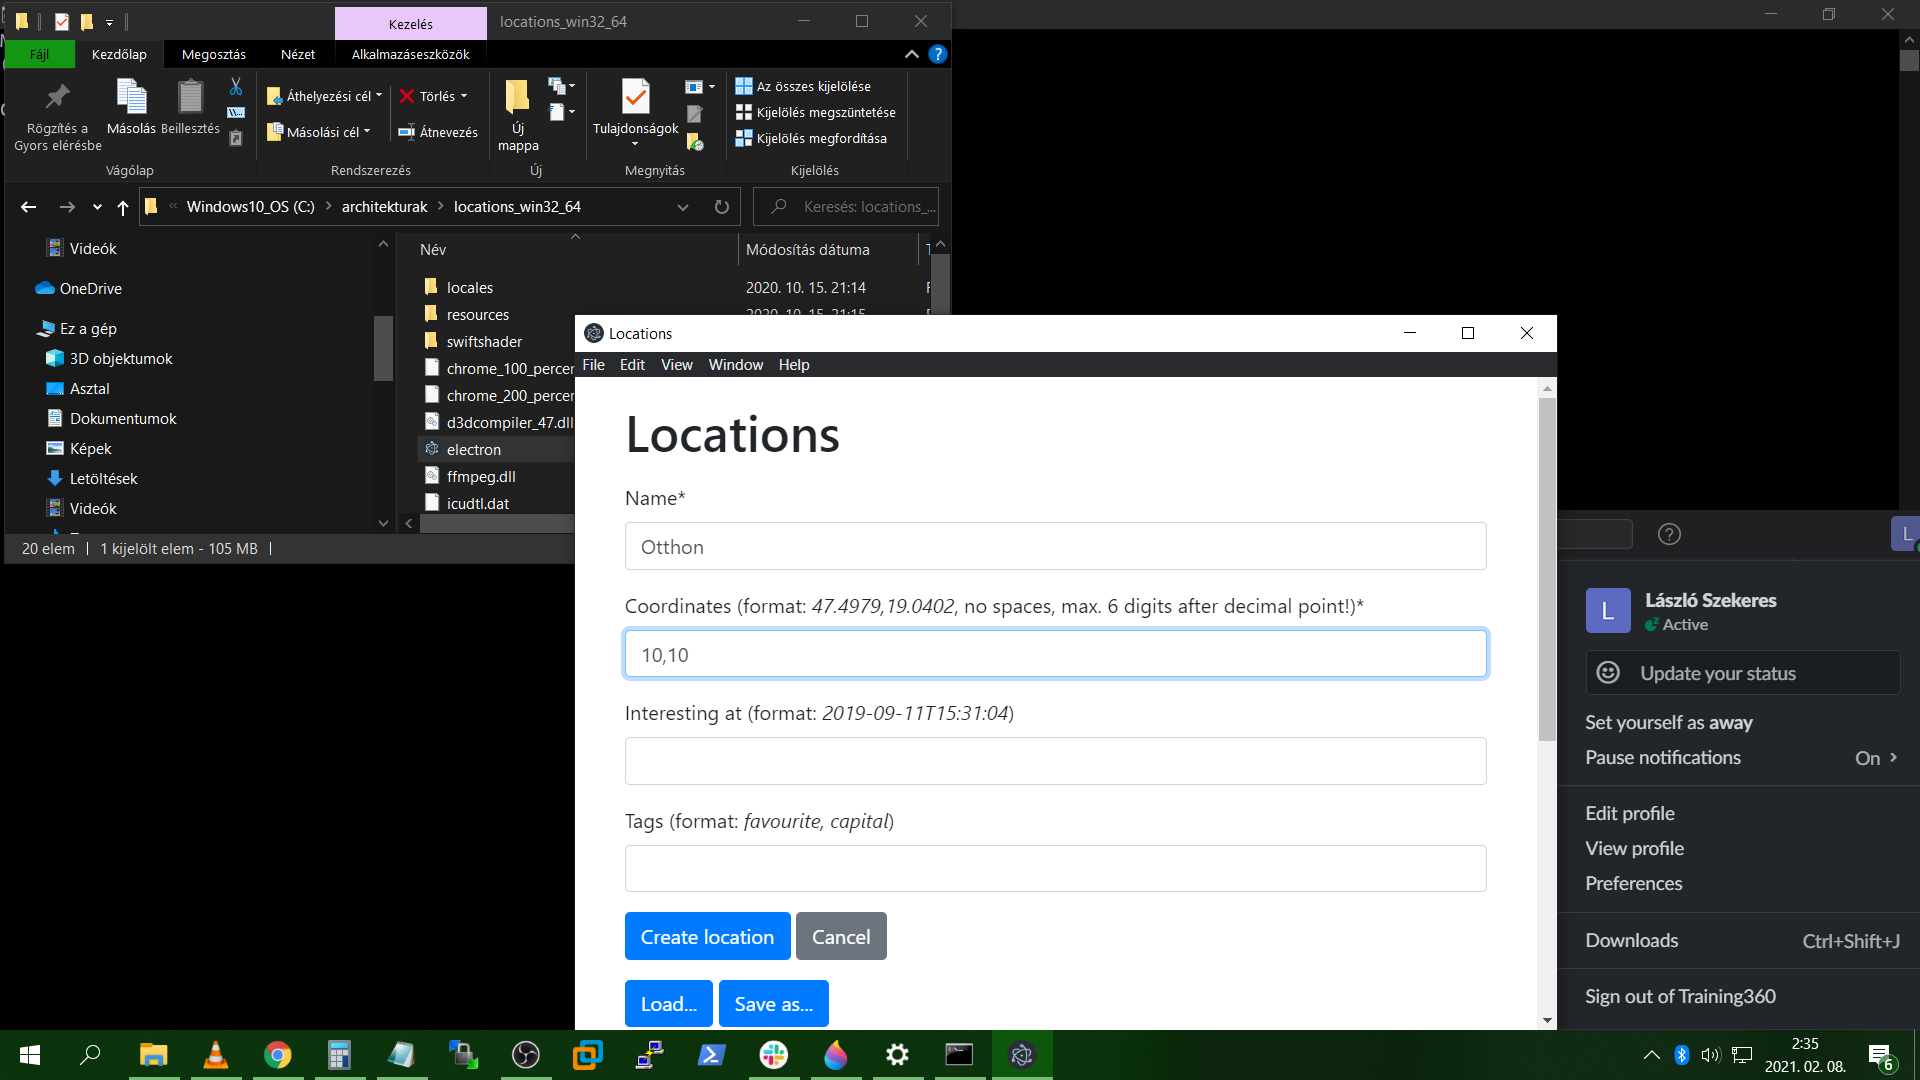 Kezelés
locations_win32_64
Fájl
Kezdőlap
Megosztás
Nézet
Alkalmazáseszközök
Rögzítés a
Gyors elérésbe
Másolás
Beillesztés
Áthelyezési cél
Másolási cél
Törlés
Átnevezés
Új
mappa
Tulajdonságok
Az összes kijelölése
Kijelölés megszüntetése
Kijelölés megfordítása
Vágólap
Rendszerezés
Új
Megnyitás
Kijelölés
« Windows10_OS (C:) > architekturak > locations_win32_64
Keresés: locations_...
Videók
OneDrive
Ez a gép
3D objektumok
Asztal
Dokumentumok
Képek
Letöltések
Videók
Név
Módosítás dátuma
locales
2020. 10. 15. 21:14
resources
2020. 10. 15. 21:15
swiftshader
chrome_100_percen
chrome_200_percen
d3dcompiler_47.dll
electron
ffmpeg.dll
icudtl.dat
20 elem
1 kijelölt elem - 105 MB
Locations
File Edit View Window Help
Locations
Name*
Otthon
Coordinates (format: 47.4979,19.0402, no spaces, max. 6 digits after decimal point!)*
10,10
Interesting at (format: 2019-09-11T15:31:04)
Tags (format: favourite, capital)
Create location
Cancel
Load...
Save as...
L
L
László Szekeres
Active
Update your status
Set yourself as away
Pause notifications
On >
Edit profile
View profile
Preferences
Downloads
Ctrl+Shift+J
Sign out of Training360
2:35
2021. 02. 08.
6